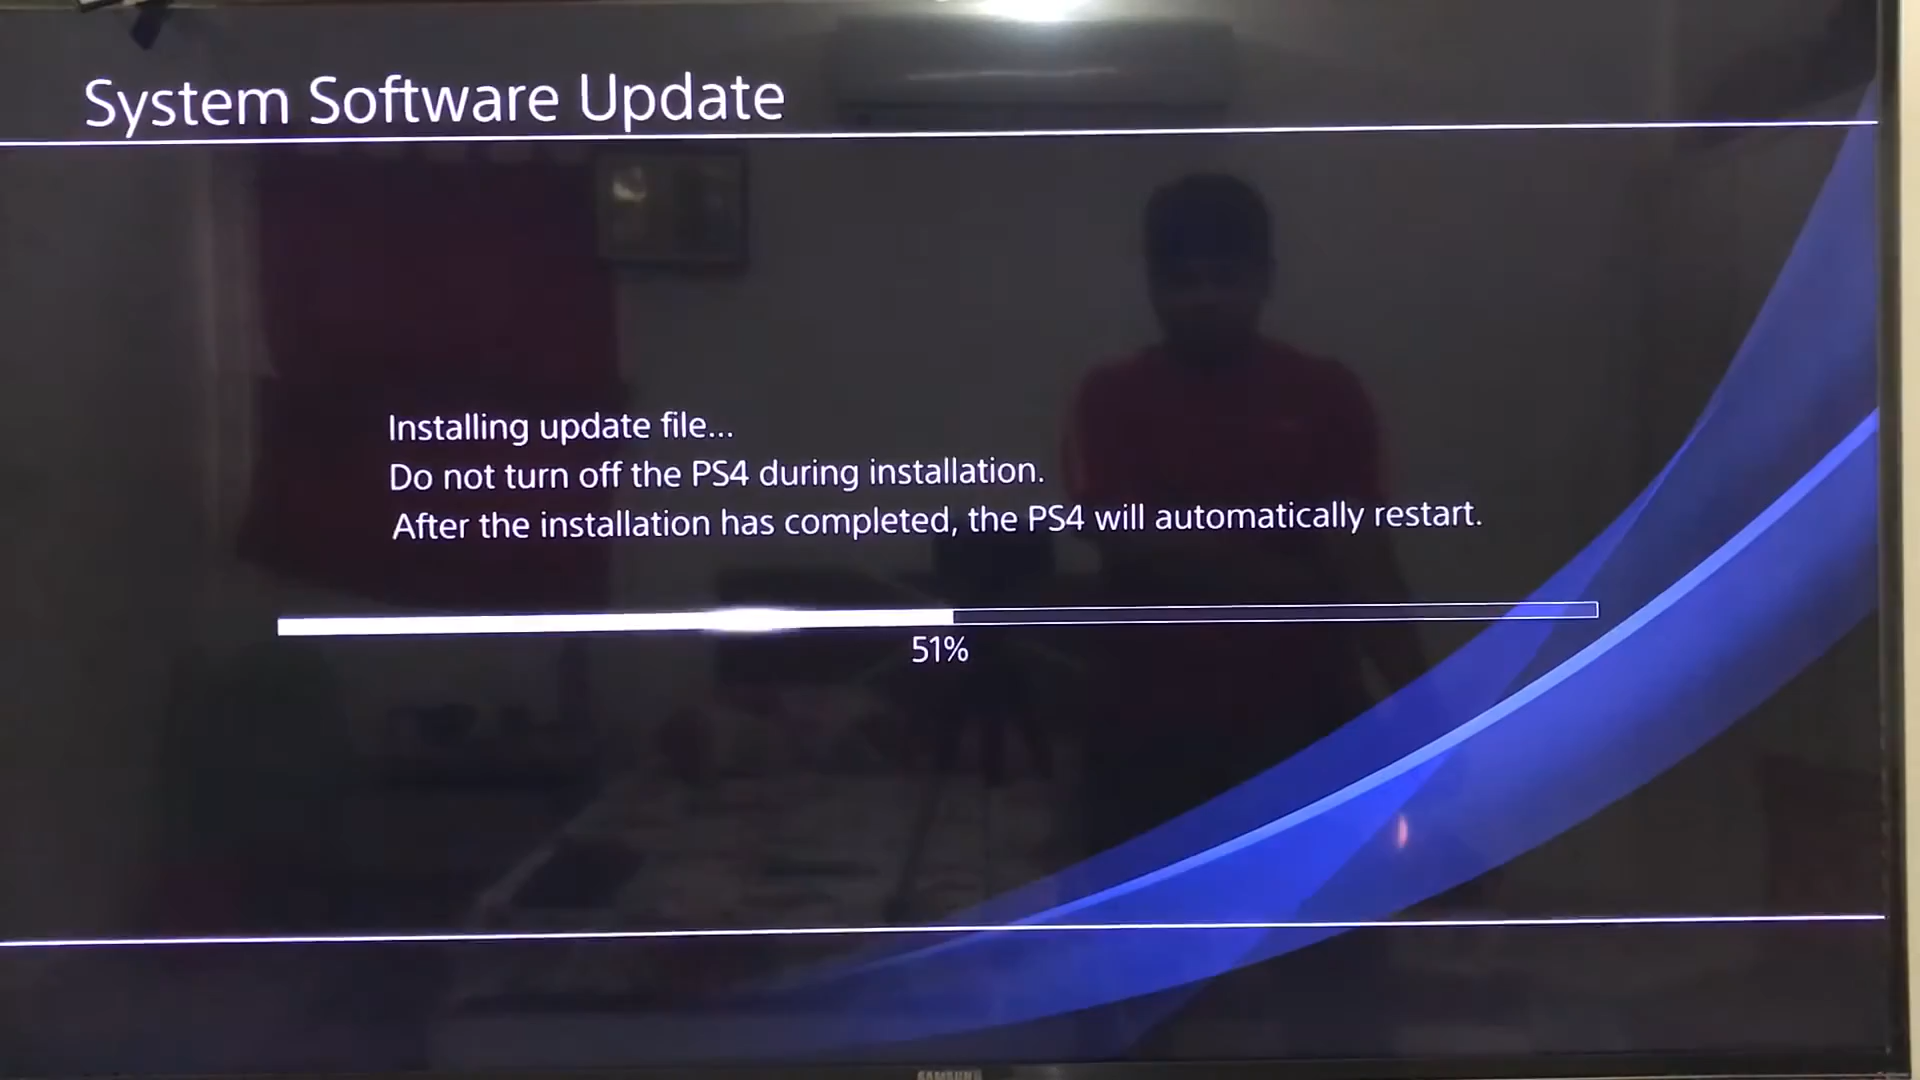 System Software Update
Installing update file...
Do not turn off the PS4 during installation.
After the installation has completed, the PS4 will automatically restart.
51%
SAMSUNG